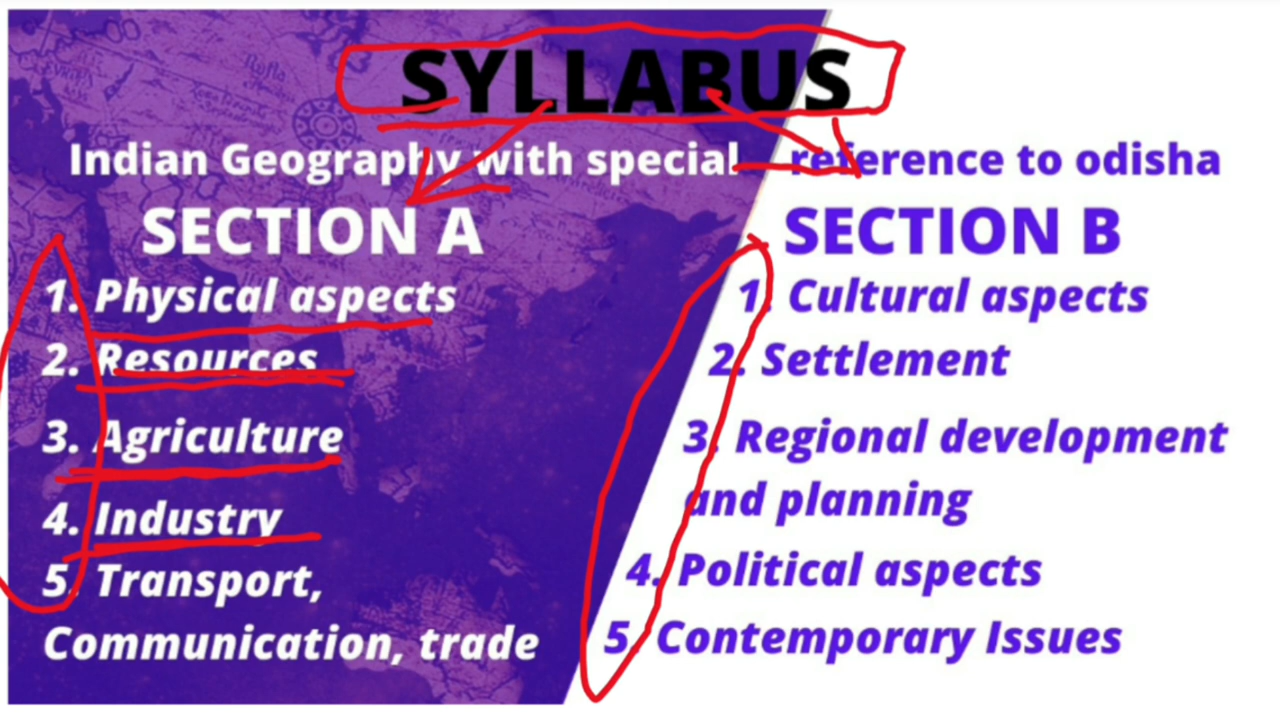 SYLLABUS
Indian Geography with special reference to odisha
SECTION A
1. Physical aspects
2. Resources
3. Agriculture
4. Industry
5. Transport,
Communication, trade
SECTION B
1. Cultural aspects
2. Settlement
3. Regional development
and planning
4. Political aspects
5. Contemporary Issues